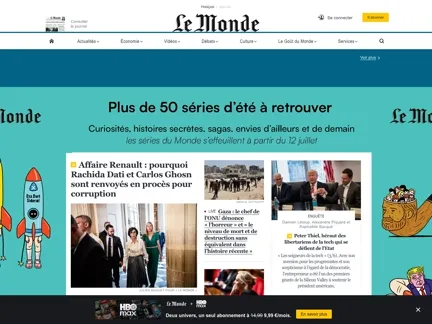 Consulter
le journal
Le Monde
Se connecter
S'abonner
Actualités
Économie
Vidéos
Débats
Culture
Le Goût du Monde
Services
Voir plus
Le Monde
Le M
Plus de 50 séries d'été à retrouver
Curiosités, histoires secrètes, sagas, envies d'ailleurs et de demain
les séries du Monde s'effeuillent à partir du 12 juillet
Affaire Renault : pourquoi
Rachida Dati et Carlos Ghosn
sont renvoyés en procès pour
corruption
LIVE Gaza : le chef de
l'ONU dénonce
« l'horreur » et « le
niveau de mort et de
destruction sans
équivalent dans
l'histoire récente »
ENQUÊTE
Peter Thiel, héraut des
libertariens de la tech qui se
défient de l'Etat
« Les seigneurs de la tech » (3/6). Avec son
aversion pour les progressistes et son
scepticisme à l'égard de la démocratie,
l'entrepreneur a été l'un des premiers
géants de la Silicon Valley à soutenir le
président américain.
HBO
max
Le Monde + HBO max
Deux univers, un seul abonnement à 14,99 9,99 €/mois
En savoir plus